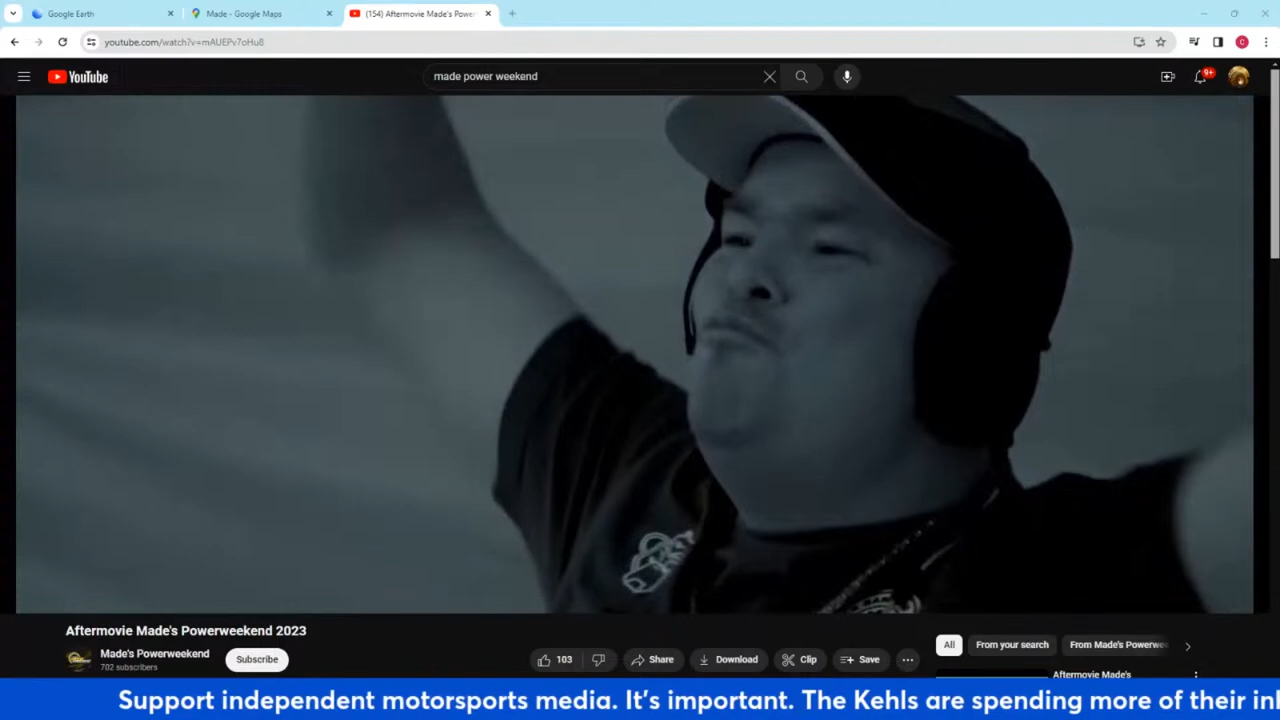 Google Earth
Made - Google Maps
(154) Aftermovie Made's Power
youtube.com/watch?v=mAUEPv7oHu8
C
YouTube
made power weekend
9+
Aftermovie Made's Powerweekend 2023
Made's Powerweekend
702 subscribers
Subscribe
103
Share
Download
Clip
Save
All
From your search
From Made's Powerwee
Aftermovie Made's
Support independent motorsports media. It's important. The Kehls are spending more of their in